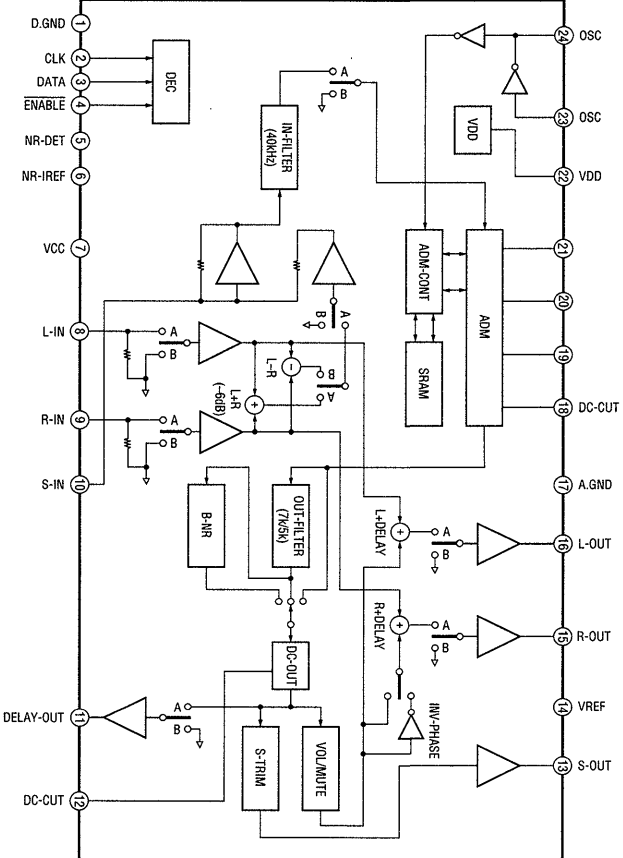 D.GND 1
CLK 2
DATA 3
ENABLE 4
NR-DET 5
NR-IREF 6
VCC 7
L-IN 8
R-IN 9
S-IN 10
DELAY-OUT 11
DC-CUT 12
24 OSC
23 OSC
22 VDD
21
20
19
18 DC-CUT
17 A.GND
16 L-OUT
15 R-OUT
14 VREF
13 S-OUT
DEC
VDD
A
B
IN-FILTER
(40kHz)
ADM-CONT
ADM
SRAM
A
B
A
B
L-R
-
B
A
L+R
(-6dB)
+
A
B
B-NR
OUT-FILTER
(7k/5k)
+
L+DELAY
A
B
+
R+DELAY
A
B
DC-OUT
INV-PHASE
A
B
S-TRIM
VOL/MUTE